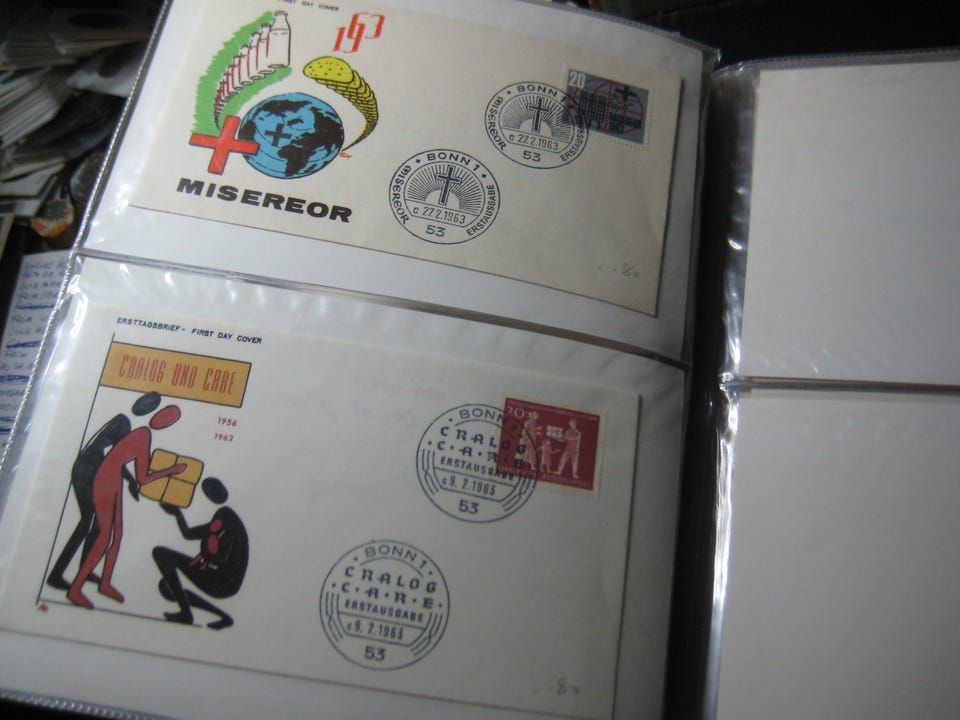 FIRST DAY COVER
1963
MISEREOR
BONN 1
MISEREOR
c 27.2.1963
ERSTAUSGABE
53
20
BONN 1
MISEREOR
c 27.2.1963
ERSTAUSGABE
53
ERSTTAGSBRIEF - FIRST DAY COVER
CRALOG UND CARE
1956
1962
BONN 1
CRALOG
C·A·R·E
ERSTAUSGABE
c 9.2.1963
53
20
BONN 1
CRALOG
·C·A·R·E·
ERSTAUSGABE
c 9.2.1963
53